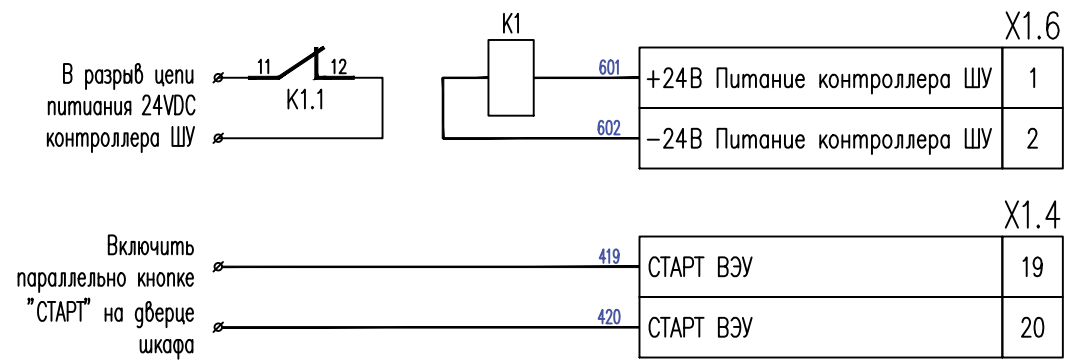 K1
X1.6
В разрыв цепи
питиания 24VDC
контроллера ШУ
11
12
K1.1
601
+24В Питание контроллера ШУ
1
602
−24В Питание контроллера ШУ
2
X1.4
Включить
параллельно кнопке
"СТАРТ" на дверце
шкафа
419
СТАРТ ВЭУ
19
420
СТАРТ ВЭУ
20